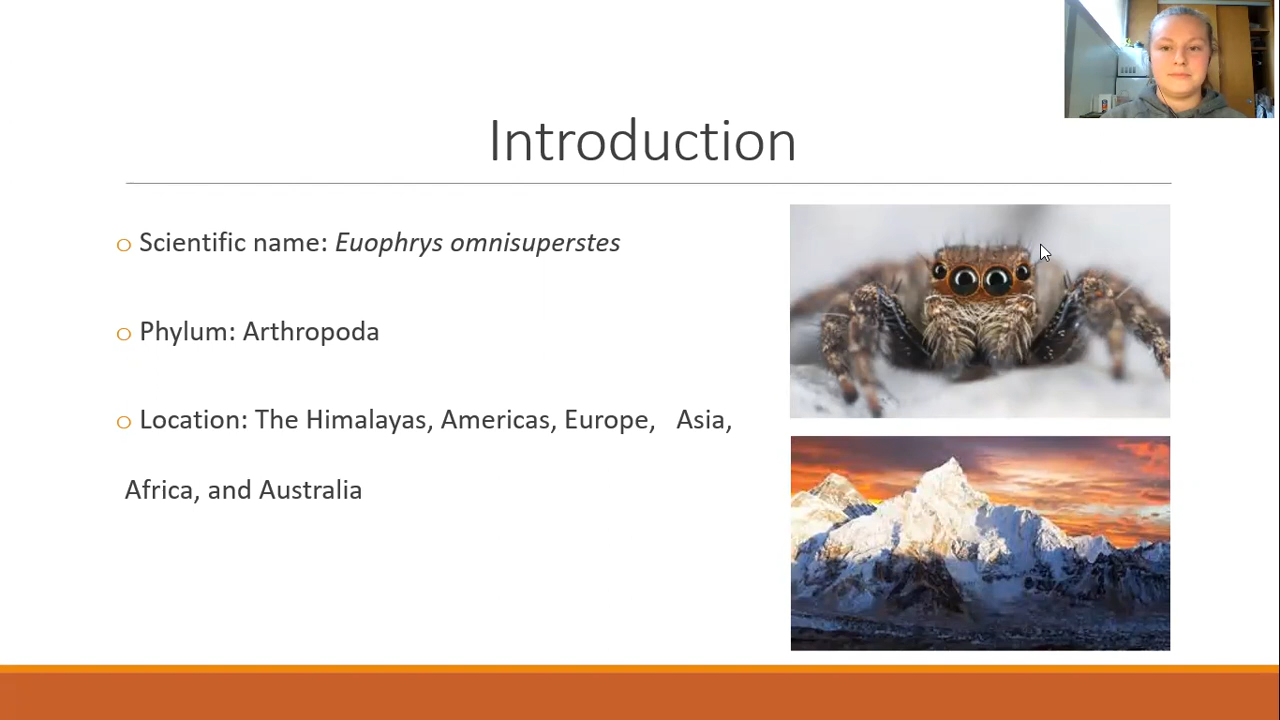 Introduction
Scientific name: Euophrys omnisuperstes
Phylum: Arthropoda
Location: The Himalayas, Americas, Europe, Asia,
Africa, and Australia